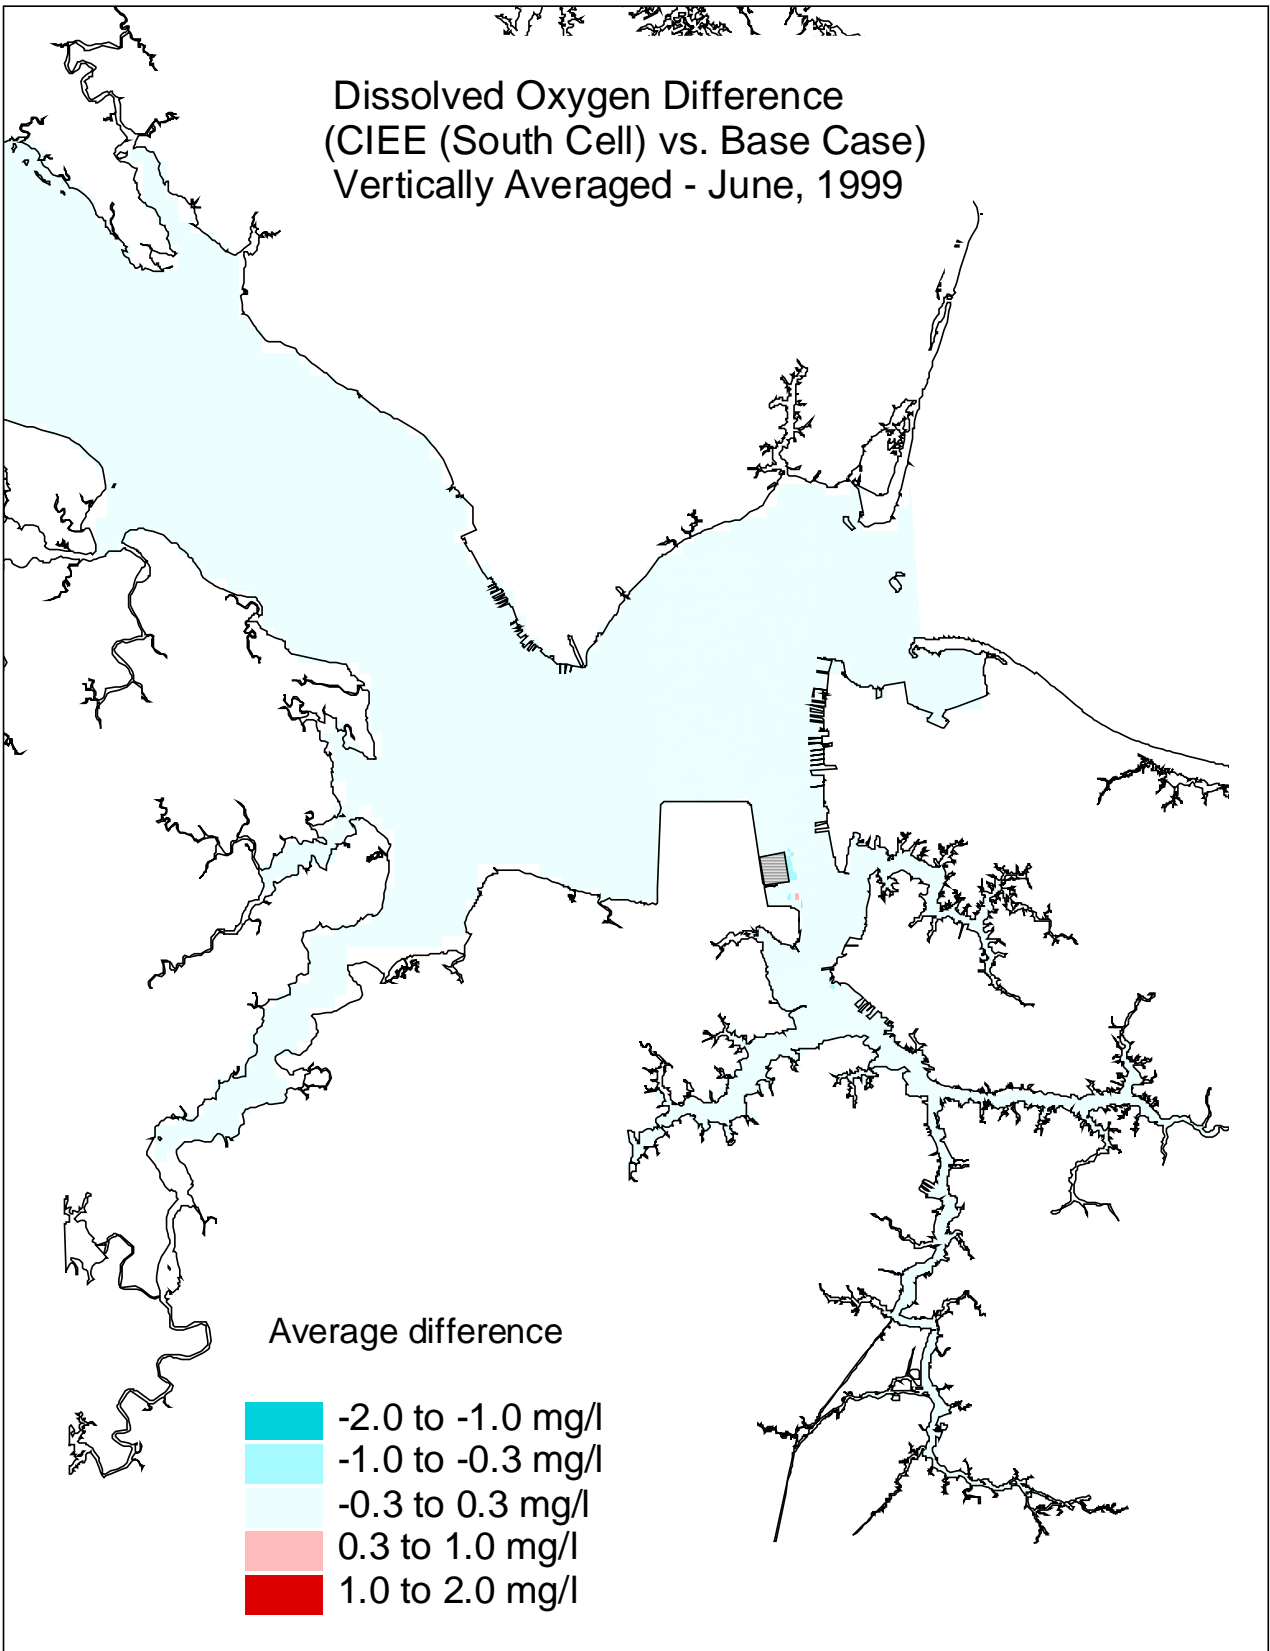 Dissolved Oxygen Difference
(CIEE (South Cell) vs. Base Case)
Vertically Averaged - June, 1999
Average difference
-2.0 to -1.0 mg/l
-1.0 to -0.3 mg/l
-0.3 to 0.3 mg/l
0.3 to 1.0 mg/l
1.0 to 2.0 mg/l